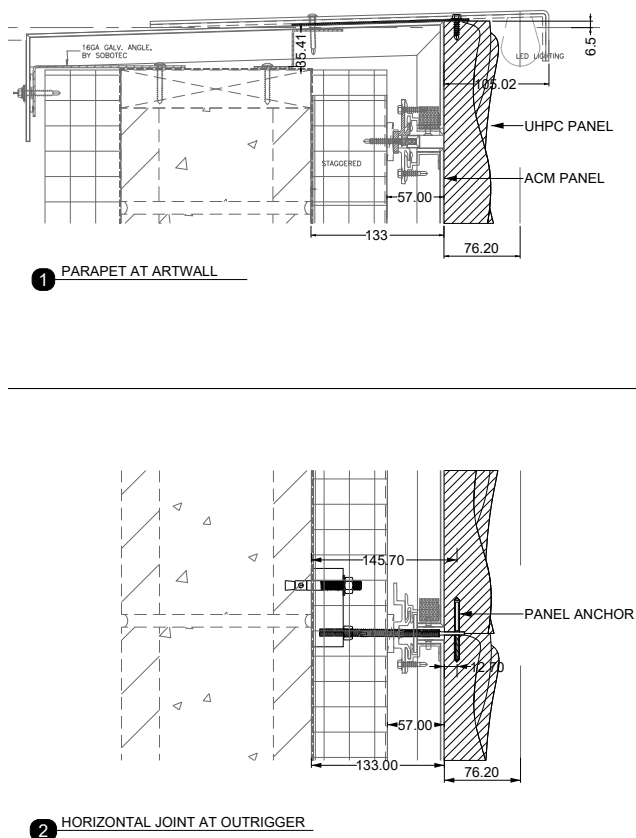 35.41
6.5
16GA GALV. ANGLE,
BY SOBOTEC
LED LIGHTING
105.02
UHPC PANEL
STAGGERED
ACM PANEL
57.00
133
76.20
1 PARAPET AT ARTWALL
145.70
PANEL ANCHOR
12.70
57.00
133.00
76.20
2 HORIZONTAL JOINT AT OUTRIGGER